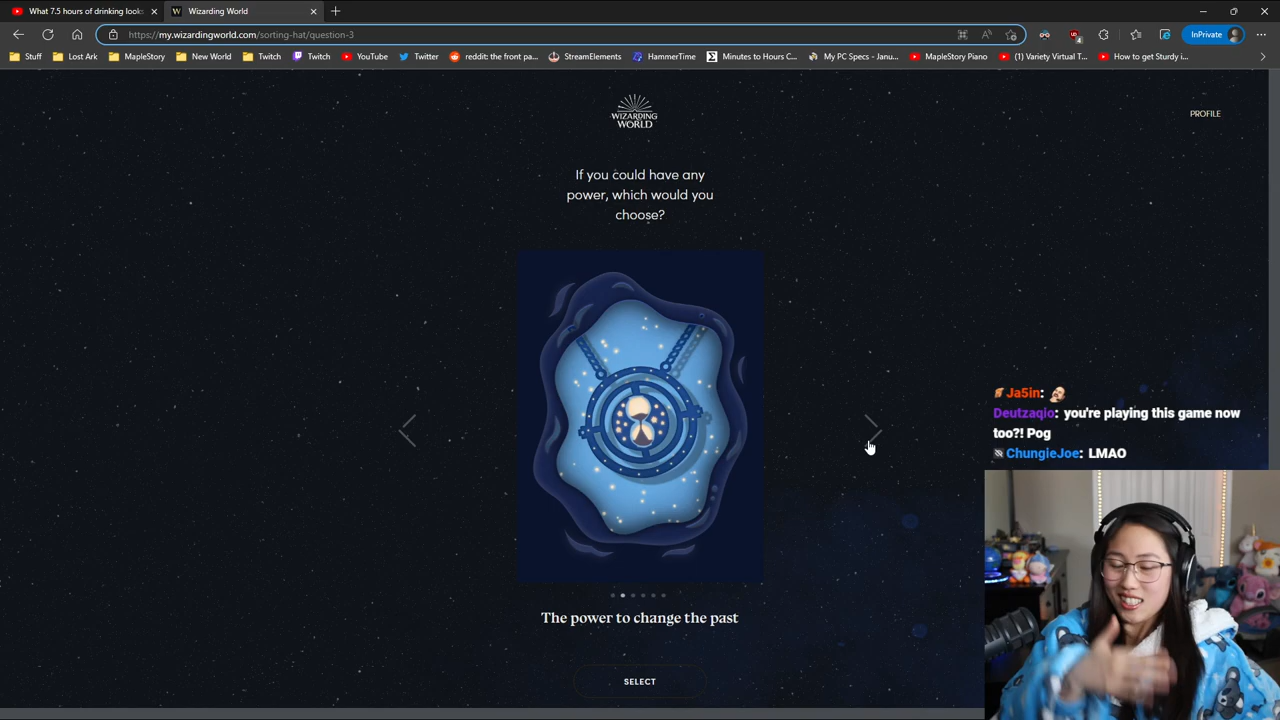 What 7.5 hours of drinking looks
Wizarding World
https://my.wizardingworld.com/sorting-hat/question-3
InPrivate
Stuff
Lost Ark
MapleStory
New World
Twitch
Twitch
YouTube
Twitter
reddit: the front pa...
StreamElements
HammerTime
Minutes to Hours C...
My PC Specs - Janu...
MapleStory Piano
(1) Variety Virtual T...
How to get Sturdy i...
WIZARDING
WORLD
PROFILE
If you could have any
power, which would you
choose?
Ja5in:
Deutzaqio: you're playing this game now
too?! Pog
ChungieJoe: LMAO
The power to change the past
SELECT